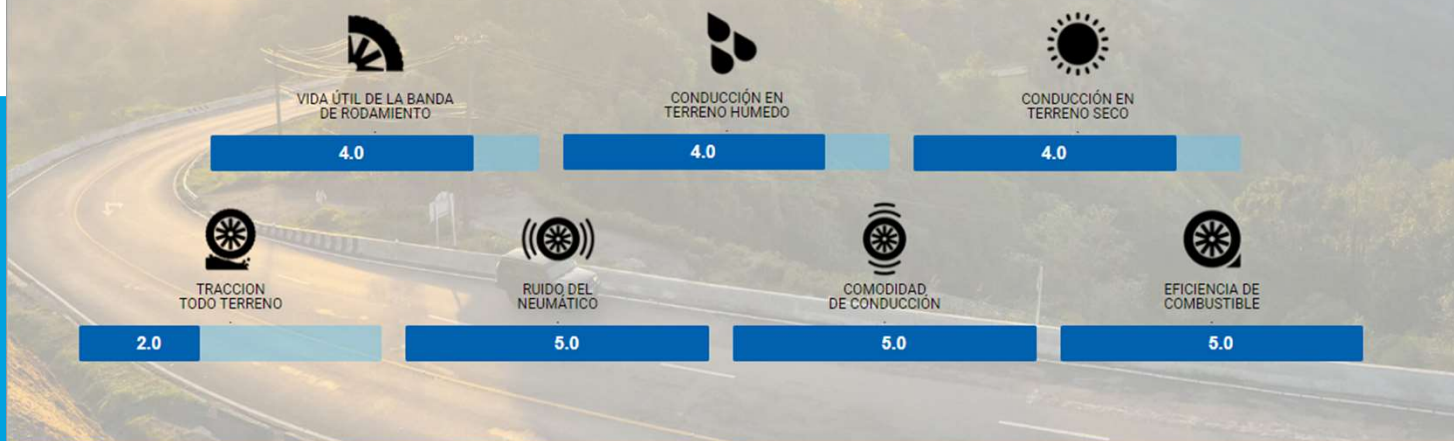 VIDA ÚTIL DE LA BANDA
DE RODAMIENTO
4.0
CONDUCCIÓN EN
TERRENO HÚMEDO
4.0
CONDUCCIÓN EN
TERRENO SECO
4.0
TRACCION
TODO TERRENO
2.0
RUIDO DEL
NEUMÁTICO
5.0
COMODIDAD
DE CONDUCCIÓN
5.0
EFICIENCIA DE
COMBUSTIBLE
5.0